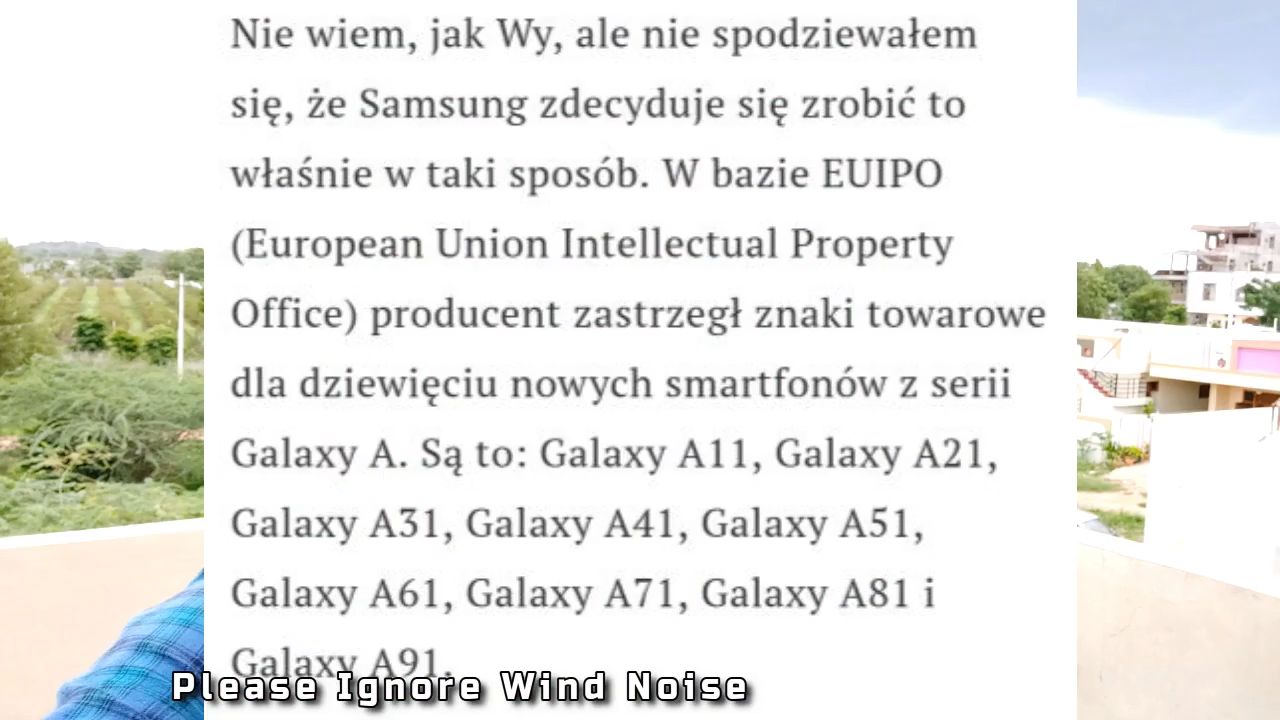 Nie wiem, jak Wy, ale nie spodziewałem
się, że Samsung zdecyduje się zrobić to
właśnie w taki sposób. W bazie EUIPO
(European Union Intellectual Property
Office) producent zastrzegł znaki towarowe
dla dziewięciu nowych smartfonów z serii
Galaxy A. Są to: Galaxy A11, Galaxy A21,
Galaxy A31, Galaxy A41, Galaxy A51,
Galaxy A61, Galaxy A71, Galaxy A81 i
Galaxy A91.
Please Ignore Wind Noise